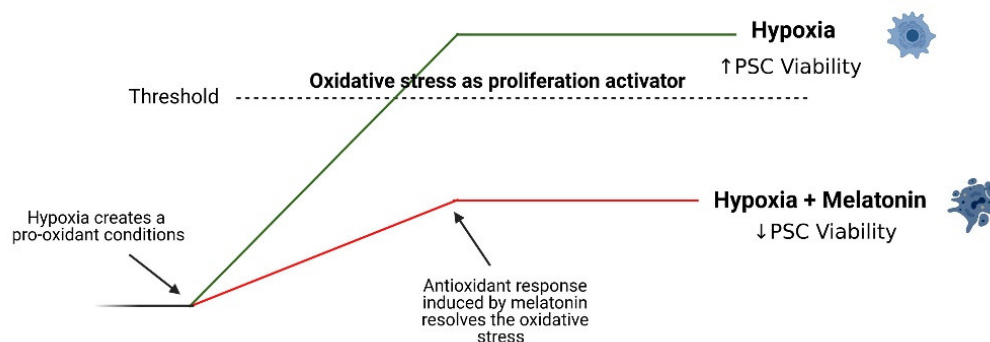 Hypoxia
↑PSC Viability
Oxidative stress as proliferation activator
Threshold
Hypoxia creates a
pro-oxidant conditions
Hypoxia + Melatonin
↓PSC Viability
Antioxidant response
induced by melatonin
resolves the oxidative
stress